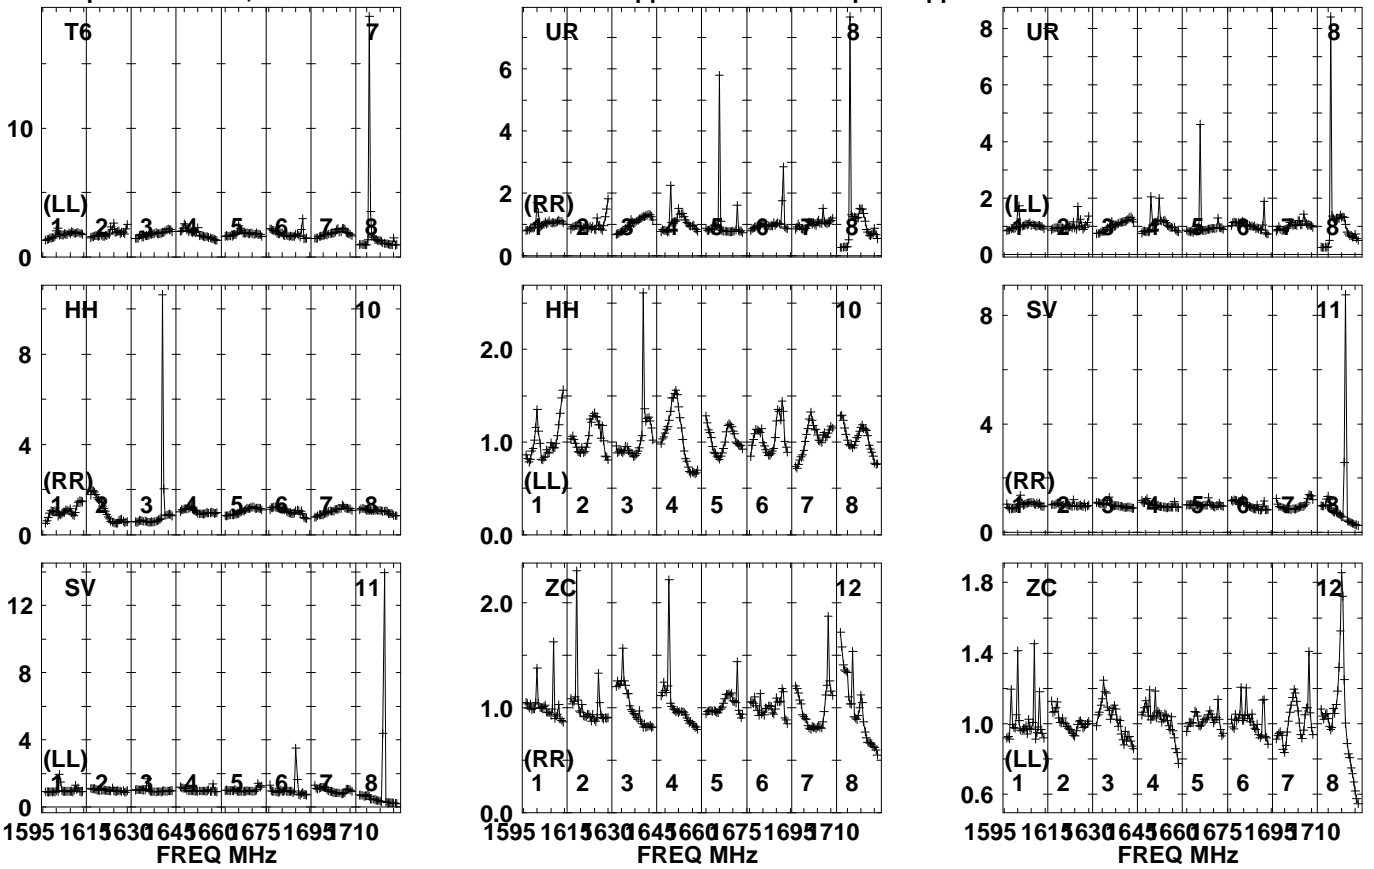 T6 7
10
(LL)
1 2 3 4 5 6 7 8
0
UR 8
6
4
2
(RR)
1 2 3 4 5 6 7 8
0
UR 8
8
6
4
2
(LL)
1 2 3 4 5 6 7 8
0
HH 10
8
4
(RR)
1 2 3 4 5 6 7 8
0
HH 10
2.0
1.0
(LL)
1 2 3 4 5 6 7 8
0.0
SV 11
8
4
(RR)
1 2 3 4 5 6 7 8
0
SV 11
12
8
4
(LL)
1 2 3 4 5 6 7 8
0
1595 1615 1630 1645 1660 1675 1695 1710
FREQ MHz
ZC 12
2.0
1.0
(RR)
1 2 3 4 5 6 7 8
0.0
1595 1615 1630 1645 1660 1675 1695 1710
FREQ MHz
ZC 12
1.8
1.4
1.0
(LL)
1 2 3 4 5 6 7 8
0.6
1595 1615 1630 1645 1660 1675 1695 1710
FREQ MHz